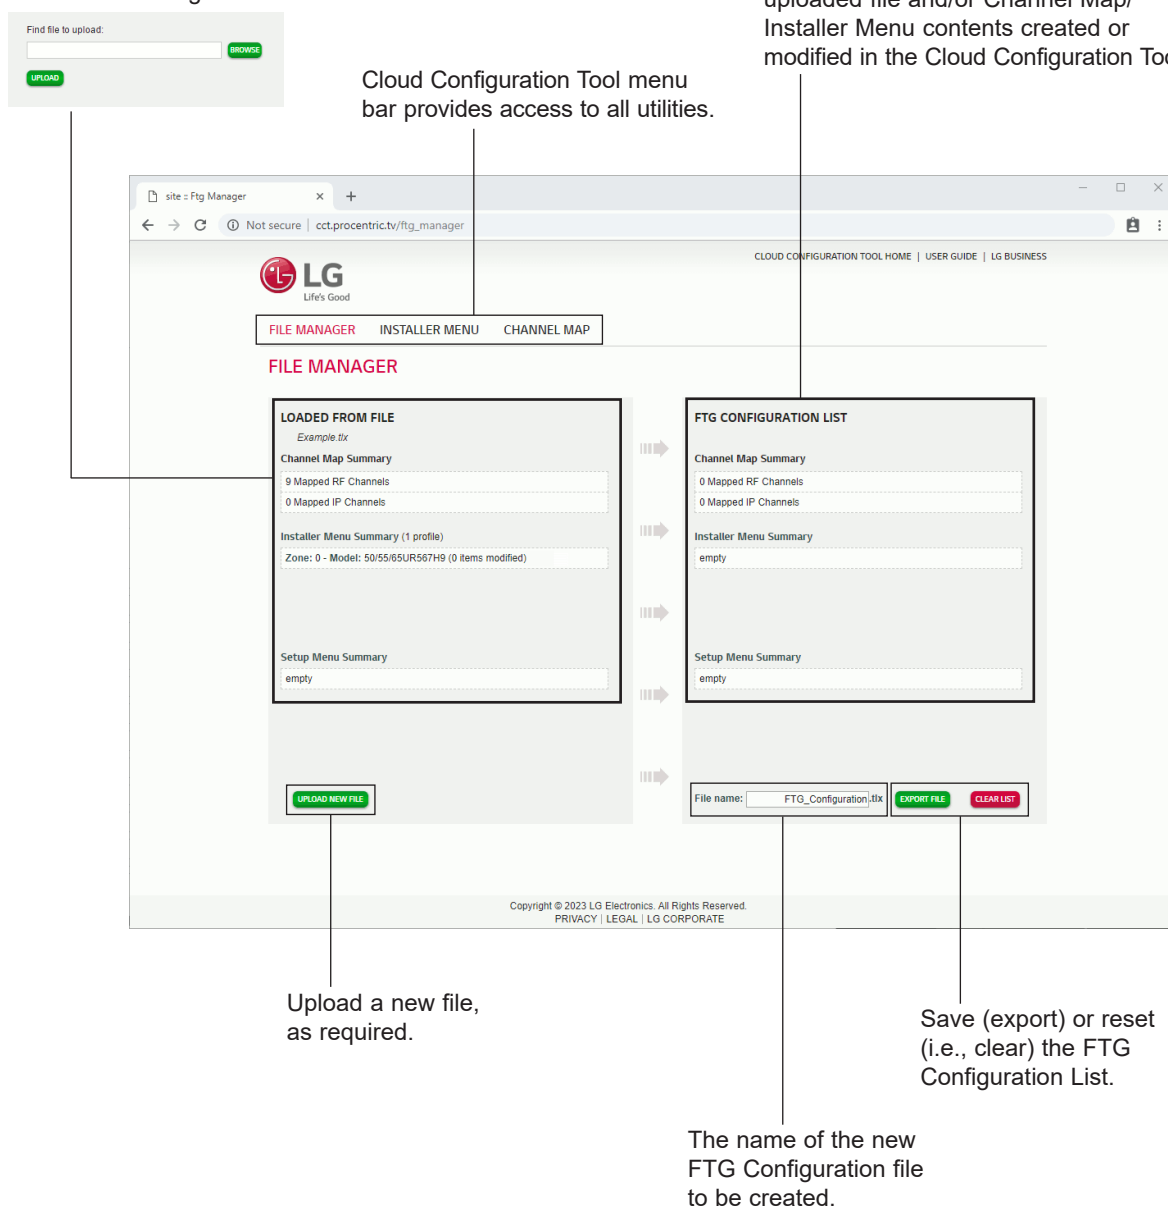 Find file to upload:
BROWSE
UPLOAD
uploaded file and/or Channel Map/
Installer Menu contents created or
modified in the Cloud Configuration
Cloud Configuration Tool menu
bar provides access to all utilities.
site :: Ftg Manager
Not secure | cct.procentric.tv/ftg_manager
CLOUD CONFIGURATION TOOL HOME | USER GUIDE | LG BUSINESS
LG
Life's Good
FILE MANAGER INSTALLER MENU CHANNEL MAP
FILE MANAGER
LOADED FROM FILE
Example.tlx
Channel Map Summary
9 Mapped RF Channels
0 Mapped IP Channels
Installer Menu Summary (1 profile)
Zone: 0 - Model: 50/55/65UR567H9 (0 items modified)
Setup Menu Summary
empty
UPLOAD NEW FILE
FTG CONFIGURATION LIST
Channel Map Summary
0 Mapped RF Channels
0 Mapped IP Channels
Installer Menu Summary
empty
Setup Menu Summary
empty
File name: FTG_Configuration .tlx EXPORT FILE CLEAR LIST
Copyright © 2023 LG Electronics. All Rights Reserved.
PRIVACY | LEGAL | LG CORPORATE
Upload a new file,
as required.
Save (export) or reset
(i.e., clear) the FTG
Configuration List.
The name of the new
FTG Configuration file
to be created.